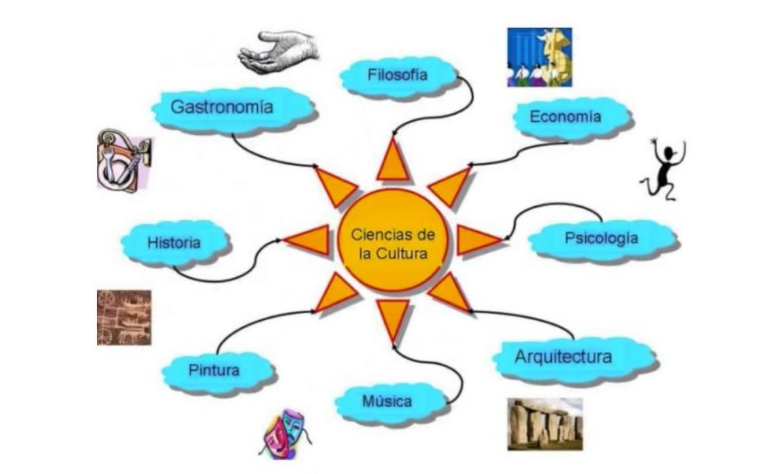 Filosofía
Gastronomía
Economía
Ciencias de
la Cultura
Historia
Psicología
Pintura
Arquitectura
Música